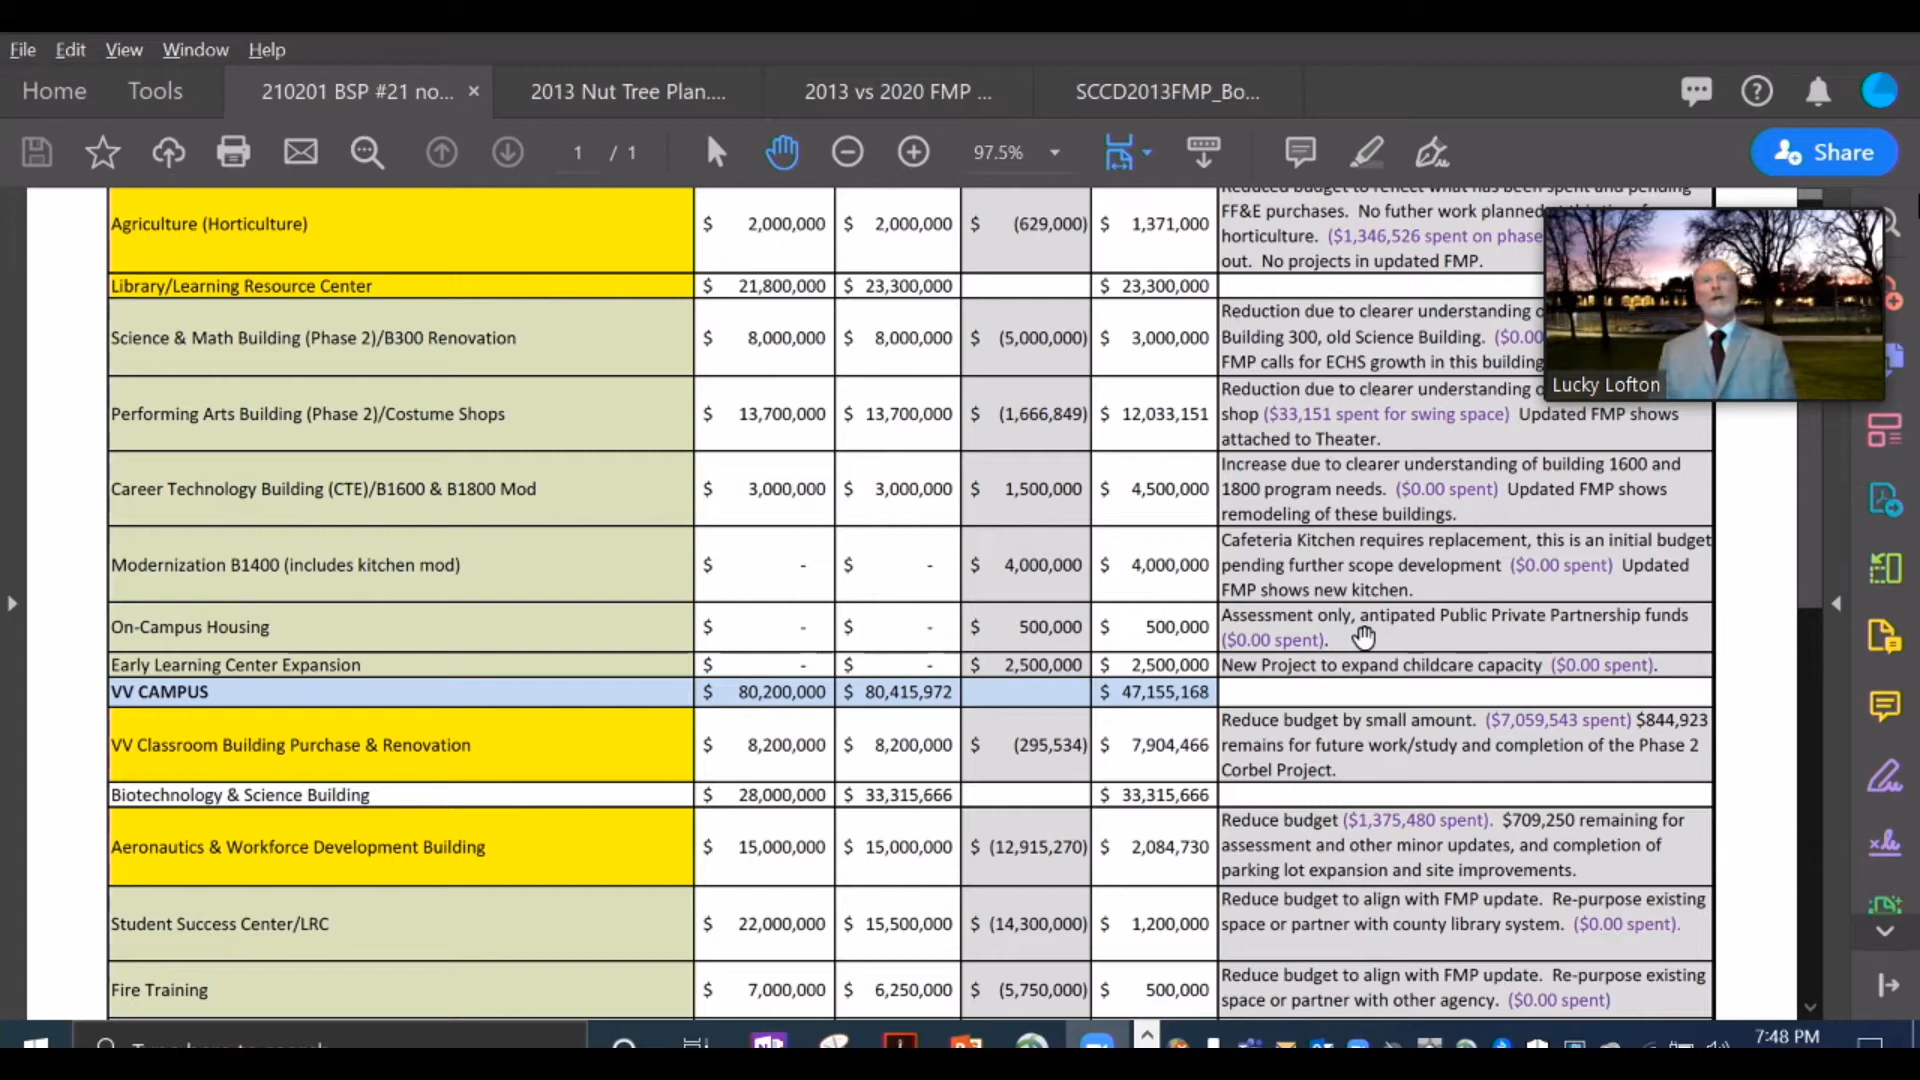 File Edit View Window Help
Home Tools 210201 BSP #21 no... × 2013 Nut Tree Plan.... 2013 vs 2020 FMP ... SCCD2013FMP_Bo...
1 / 1 97.5% Share
FF&E purchases. No futher work planned
Agriculture (Horticulture) $ 2,000,000 $ 2,000,000 $ (629,000) $ 1,371,000
horticulture. ($1,346,526 spent on phase
out. No projects in updated FMP.
Library/Learning Resource Center $ 21,800,000 $ 23,300,000 $ 23,300,000
Reduction due to clearer understanding
Science & Math Building (Phase 2)/B300 Renovation $ 8,000,000 $ 8,000,000 $ (5,000,000) $ 3,000,000 Building 300, old Science Building. ($0.00
FMP calls for ECHS growth in this building
Reduction due to clearer understanding
Performing Arts Building (Phase 2)/Costume Shops $ 13,700,000 $ 13,700,000 $ (1,666,849) $ 12,033,151 shop ($33,151 spent for swing space) Updated FMP shows
attached to Theater.
Increase due to clearer understanding of building 1600 and
Career Technology Building (CTE)/B1600 & B1800 Mod $ 3,000,000 $ 3,000,000 $ 1,500,000 $ 4,500,000 1800 program needs. ($0.00 spent) Updated FMP shows
remodeling of these buildings.
Cafeteria Kitchen requires replacement, this is an initial budget
Modernization B1400 (includes kitchen mod) $ - $ - $ 4,000,000 $ 4,000,000 pending further scope development ($0.00 spent) Updated
FMP shows new kitchen.
Assessment only, antipated Public Private Partnership funds
On-Campus Housing $ - $ - $ 500,000 $ 500,000
($0.00 spent).
Early Learning Center Expansion $ - $ - $ 2,500,000 $ 2,500,000 New Project to expand childcare capacity ($0.00 spent).
VV CAMPUS $ 80,200,000 $ 80,415,972 $ 47,155,168
Reduce budget by small amount. ($7,059,543 spent) $844,923
VV Classroom Building Purchase & Renovation $ 8,200,000 $ 8,200,000 $ (295,534) $ 7,904,466 remains for future work/study and completion of the Phase 2
Corbel Project.
Biotechnology & Science Building $ 28,000,000 $ 33,315,666 $ 33,315,666
Reduce budget ($1,375,480 spent). $709,250 remaining for
Aeronautics & Workforce Development Building $ 15,000,000 $ 15,000,000 $ (12,915,270) $ 2,084,730 assessment and other minor updates, and completion of
parking lot expansion and site improvements.
Reduce budget to align with FMP update. Re-purpose existing
Student Success Center/LRC $ 22,000,000 $ 15,500,000 $ (14,300,000) $ 1,200,000 space or partner with county library system. ($0.00 spent).
Reduce budget to align with FMP update. Re-purpose existing
Fire Training $ 7,000,000 $ 6,250,000 $ (5,750,000) $ 500,000
space or partner with other agency. ($0.00 spent)
Lucky Lofton
7:48 PM